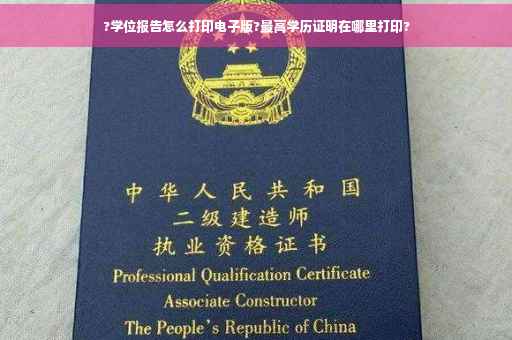 ?学位报告怎么打印电子版?最高学历证明在哪里打印?
中华人民共和国
二级建造师
执业资格证书
Professional Qualification Certificate
Associate Constructor
The People's Republic of China